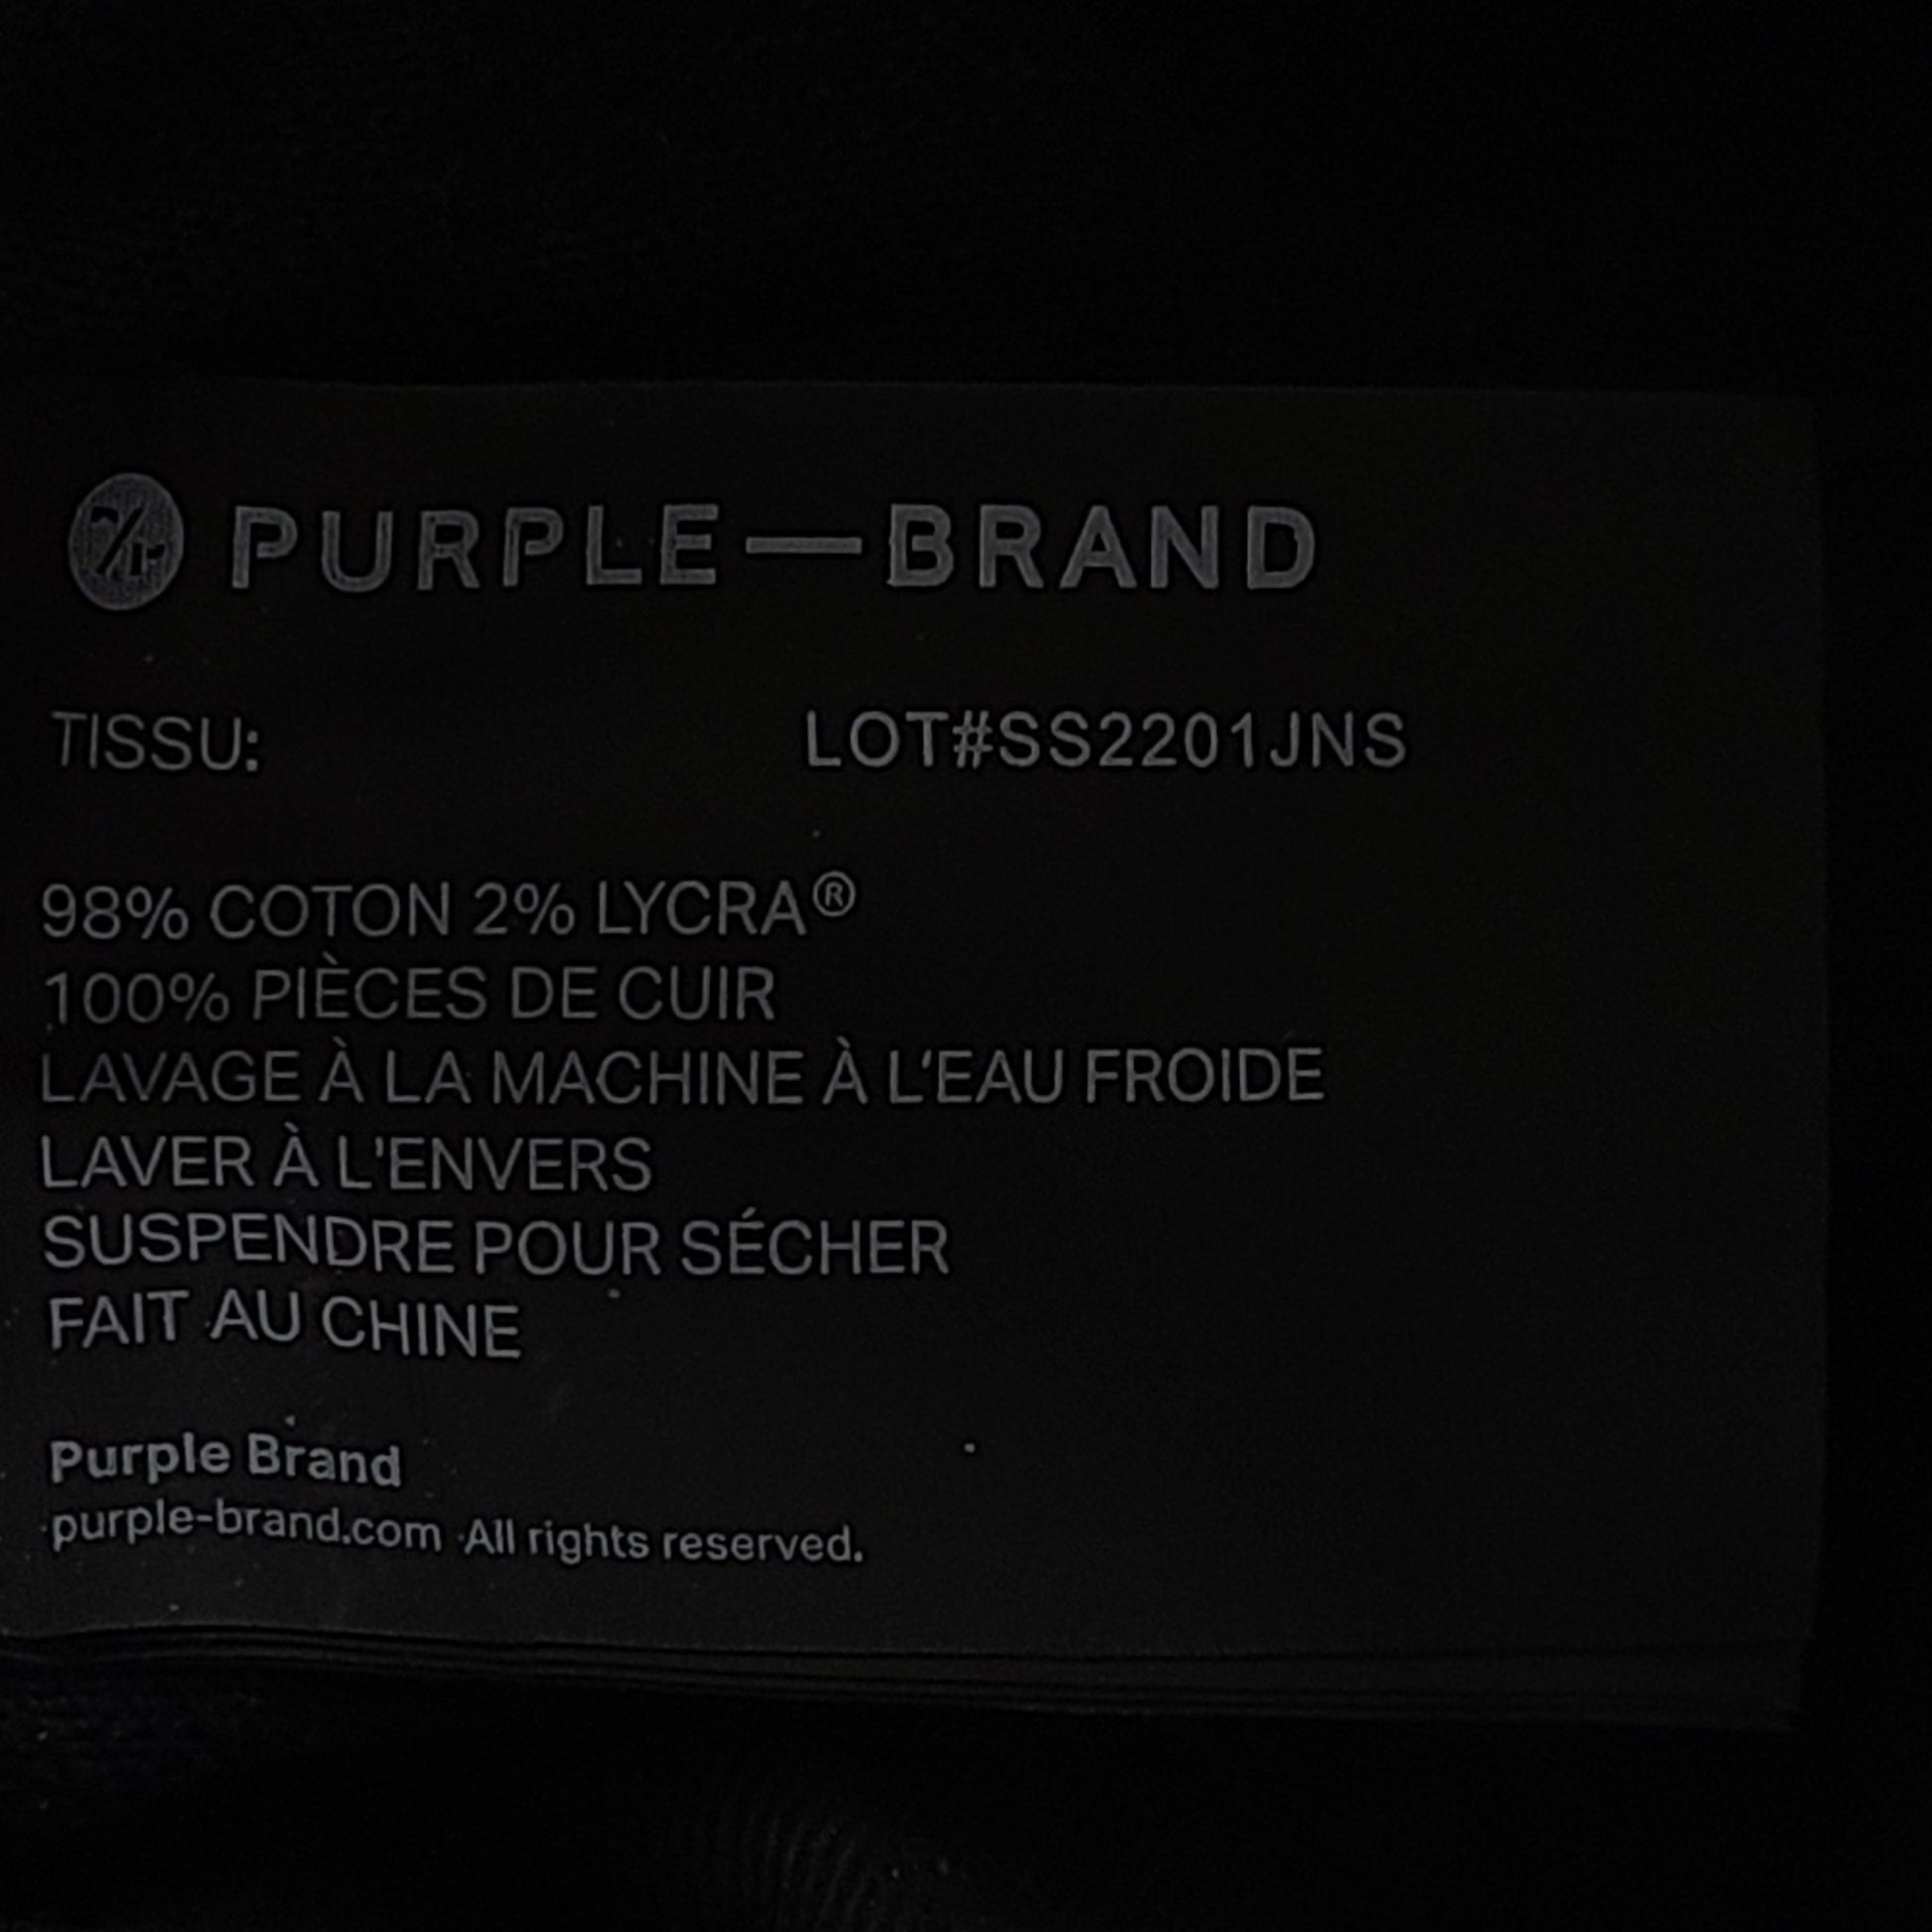 PURPLE—BRAND
TISSU: LOT#SS2201JNS
98% COTON 2% LYCRA®
100% PIÈCES DE CUIR
LAVAGE À LA MACHINE À L'EAU FROIDE
LAVER À L'ENVERS
SUSPENDRE POUR SÉCHER
FAIT AU CHINE
Purple Brand
purple-brand.com All rights reserved.